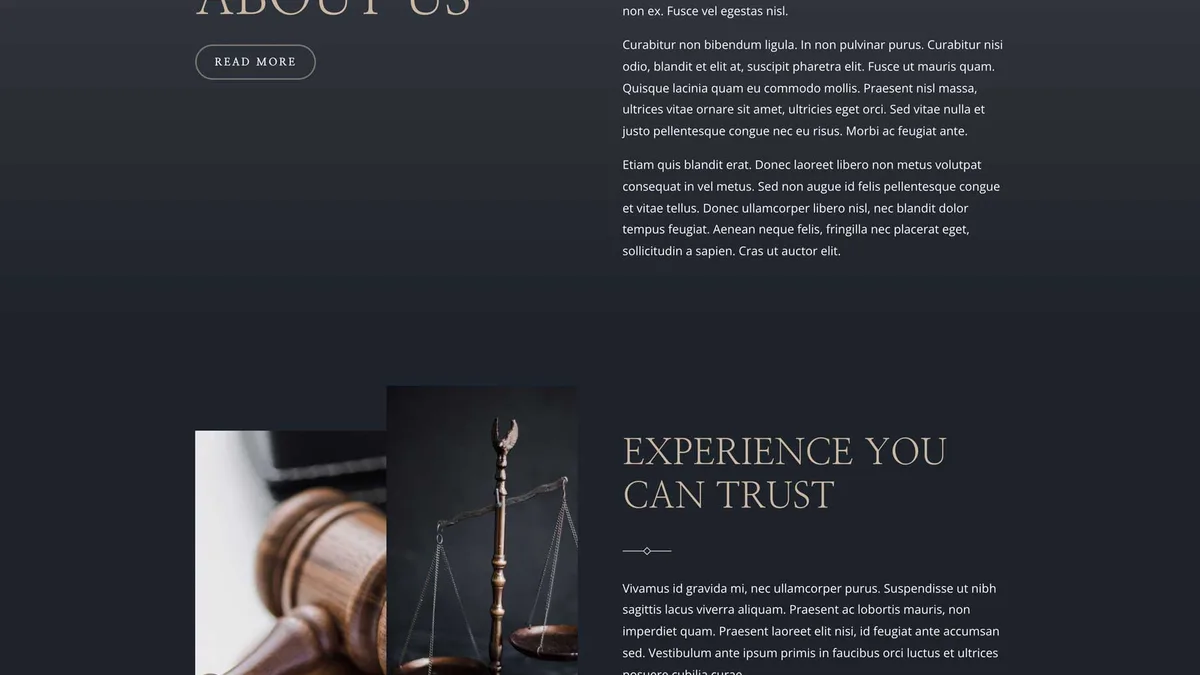 ABOUT US
READ MORE
non ex. Fusce vel egestas nisl.
Curabitur non bibendum ligula. In non pulvinar purus. Curabitur nisi
odio, blandit et elit at, suscipit pharetra elit. Fusce ut mauris quam.
Quisque lacinia quam eu commodo mollis. Praesent nisl massa,
ultrices vitae ornare sit amet, ultricies eget orci. Sed vitae nulla et
justo pellentesque congue nec eu risus. Morbi ac feugiat ante.
Etiam quis blandit erat. Donec laoreet libero non metus volutpat
consequat in vel metus. Sed non augue id felis pellentesque congue
et vitae tellus. Donec ullamcorper libero nisl, nec blandit dolor
tempus feugiat. Aenean neque felis, fringilla nec placerat eget,
sollicitudin a sapien. Cras ut auctor elit.
EXPERIENCE YOU
CAN TRUST
Vivamus id gravida mi, nec ullamcorper purus. Suspendisse ut nibh
sagittis lacus viverra aliquam. Praesent ac lobortis mauris, non
imperdiet quam. Praesent laoreet elit nisi, id feugiat ante accumsan
sed. Vestibulum ante ipsum primis in faucibus orci luctus et ultrices
posuere cubilia curae